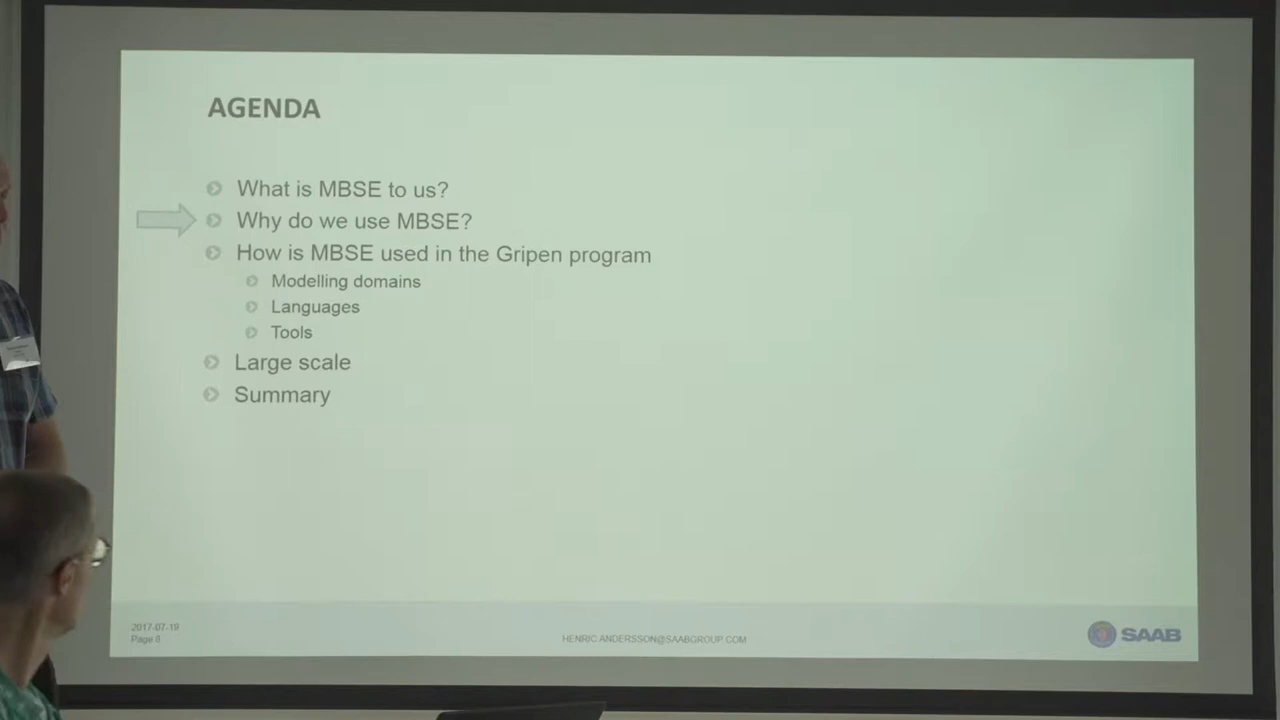 AGENDA
What is MBSE to us?
Why do we use MBSE?
How is MBSE used in the Gripen program
Modelling domains
Languages
Tools
Large scale
Summary
2017-07-19
Page 8
HENRIC.ANDERSSON@SAABGROUP.COM
SAAB